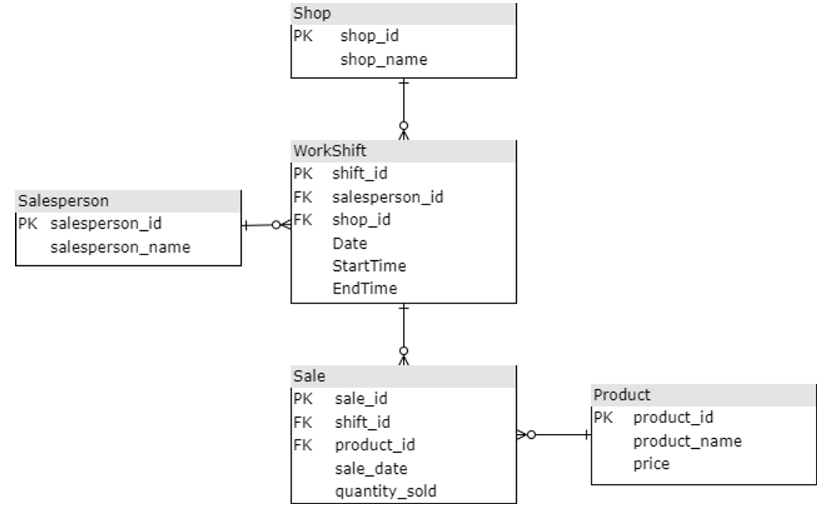 Shop
PK shop_id
shop_name
WorkShift
PK shift_id
FK salesperson_id
FK shop_id
Date
StartTime
EndTime
Salesperson
PK salesperson_id
salesperson_name
Sale
PK sale_id
FK shift_id
FK product_id
sale_date
quantity_sold
Product
PK product_id
product_name
price